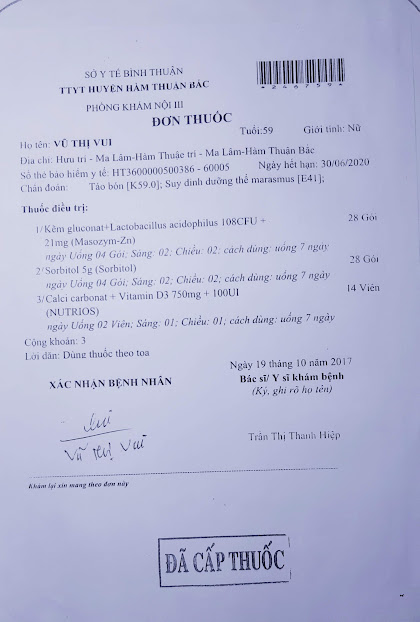 SỞ Y TẾ BÌNH THUẬN
TTYT HUYỆN HÀM THUẬN BẮC
*246759*
PHÒNG KHÁM NỘI III
ĐƠN THUỐC
Họ tên: VŨ THỊ VUI Tuổi:59 Giới tính: Nữ
Địa chỉ: Hưu trí - Ma Lâm-Hàm Thuậc trí - Ma Lâm-Hàm Thuận Bắc
Số thẻ bảo hiểm y tế: HT3600000500386 - 60005 Ngày hết hạn: 30/06/2020
Chẩn đoán: Táo bón [K59.0]; Suy dinh dưỡng thể marasmus [E41];
Thuốc điều trị:
1/ Kẽm gluconat+Lactobacillus acidophilus 108CFU + 28 Gói
21mg (Masozym-Zn)
ngày Uống 04 Gói; Sáng: 02; Chiều: 02; cách dùng: uống 7 ngày
2/ Sorbitol 5g (Sorbitol) 28 Gói
ngày Uống 04 Gói; Sáng: 02; Chiều: 02; cách dùng: uống 7 ngày
3/ Calci carbonat + Vitamin D3 750mg + 100UI 14 Viên
(NUTRIOS)
ngày Uống 02 Viên; Sáng: 01; Chiều: 01; cách dùng: uống 7 ngày
Cộng khoản: 3
Lời dặn: Dùng thuốc theo toa
Ngày 19 tháng 10 năm 2017
XÁC NHẬN BỆNH NHÂN Bác sĩ/ Y sĩ khám bệnh
(Ký, ghi rõ họ tên)
Vui
Vũ Thị Vui
Trần Thị Thanh Hiệp
Khám lại xin mang theo đơn này
ĐÃ CẤP THUỐC